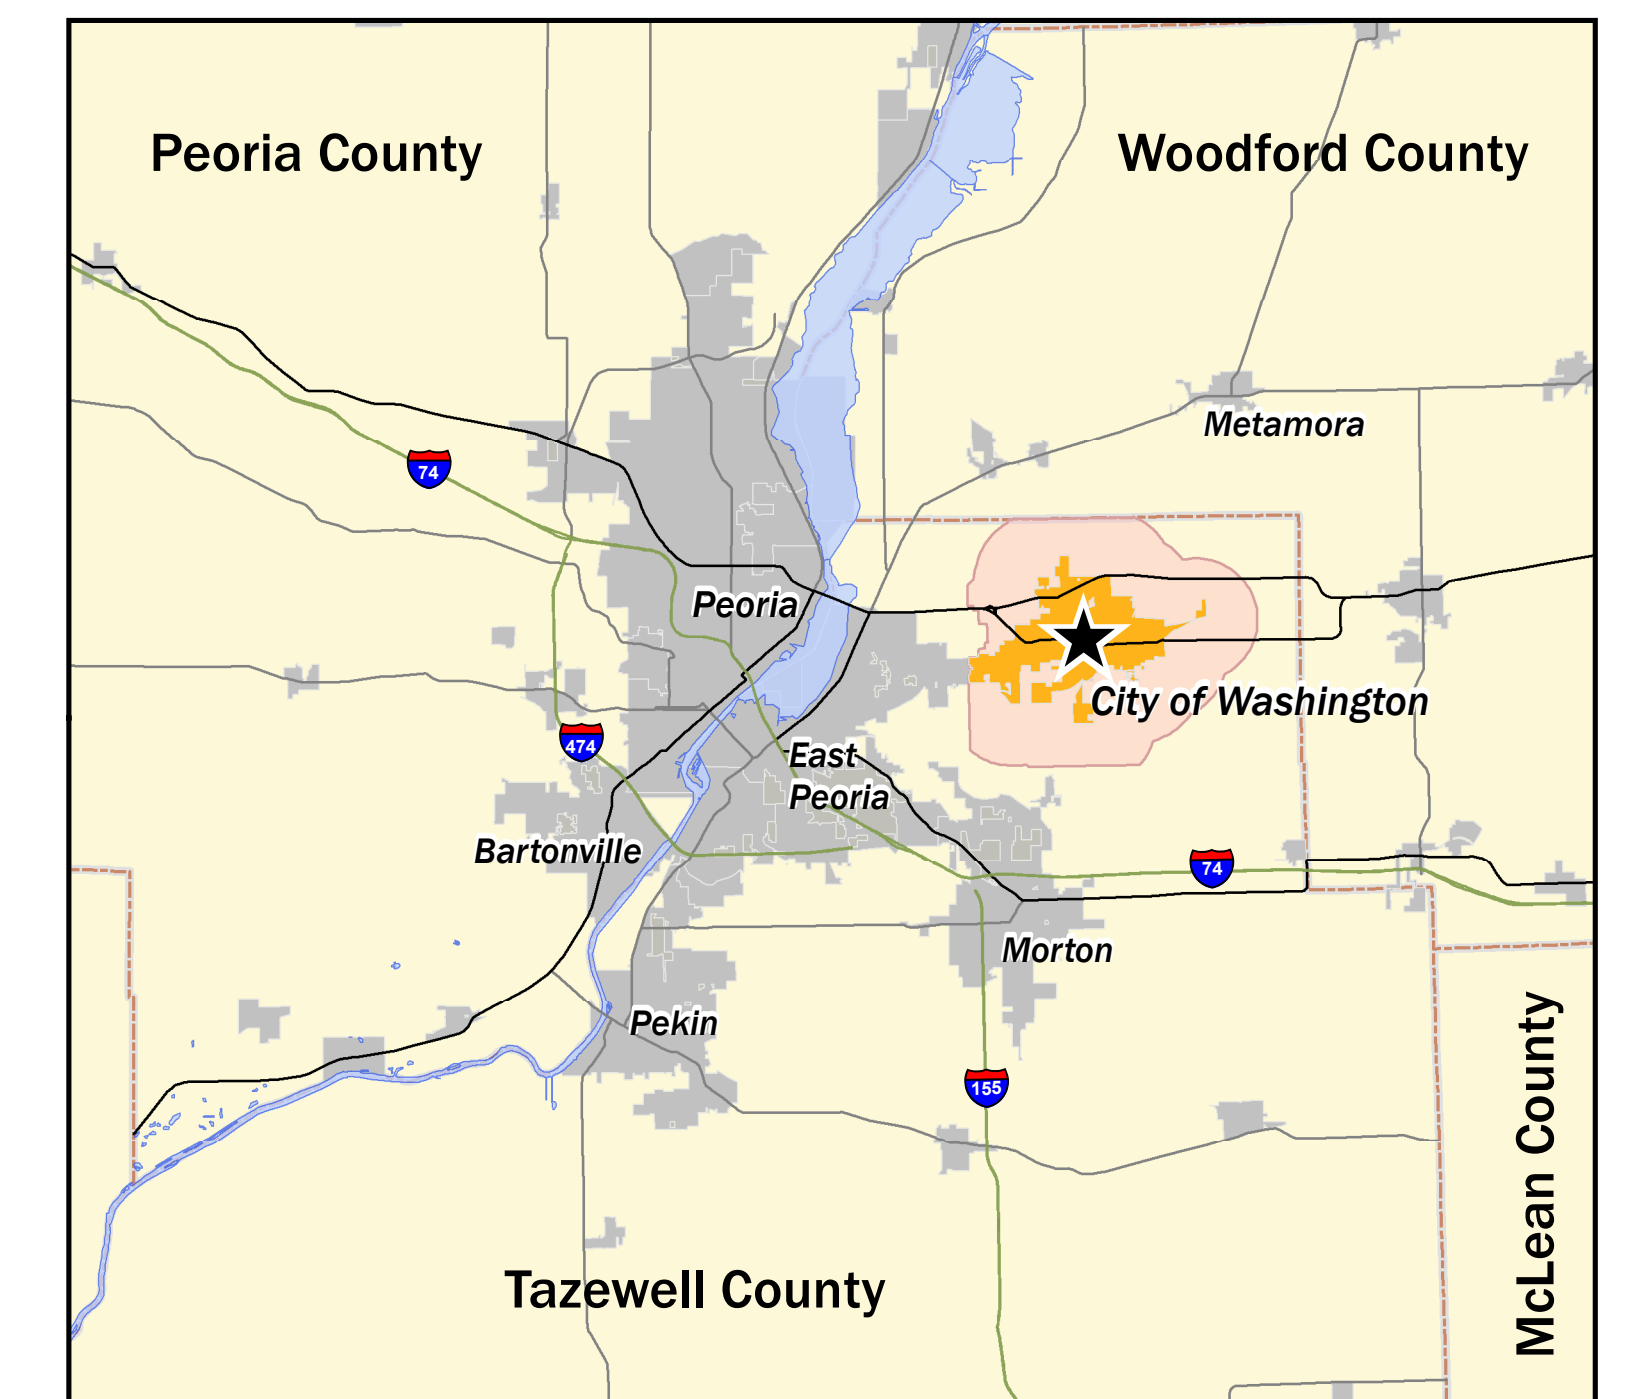 Peoria County
Woodford County
Metamora
74
Peoria
City of Washington
474
East
Peoria
Bartonville
74
Morton
Pekin
155
McLean County
Tazewell County